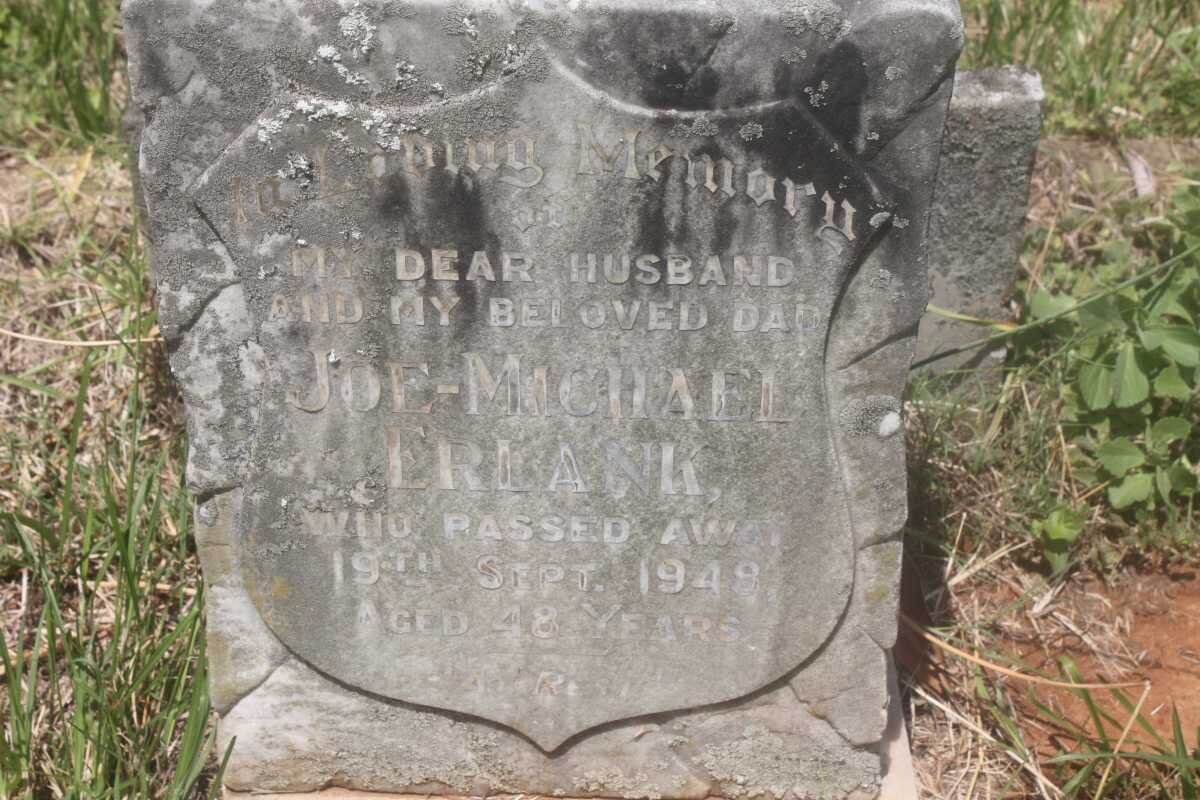 In Loving Memory
of
MY DEAR HUSBAND
AND MY BELOVED DAD
JOE-MICHAEL
ERLANK,
WHO PASSED AWAY
19TH SEPT. 1948,
AGED 48 YEARS